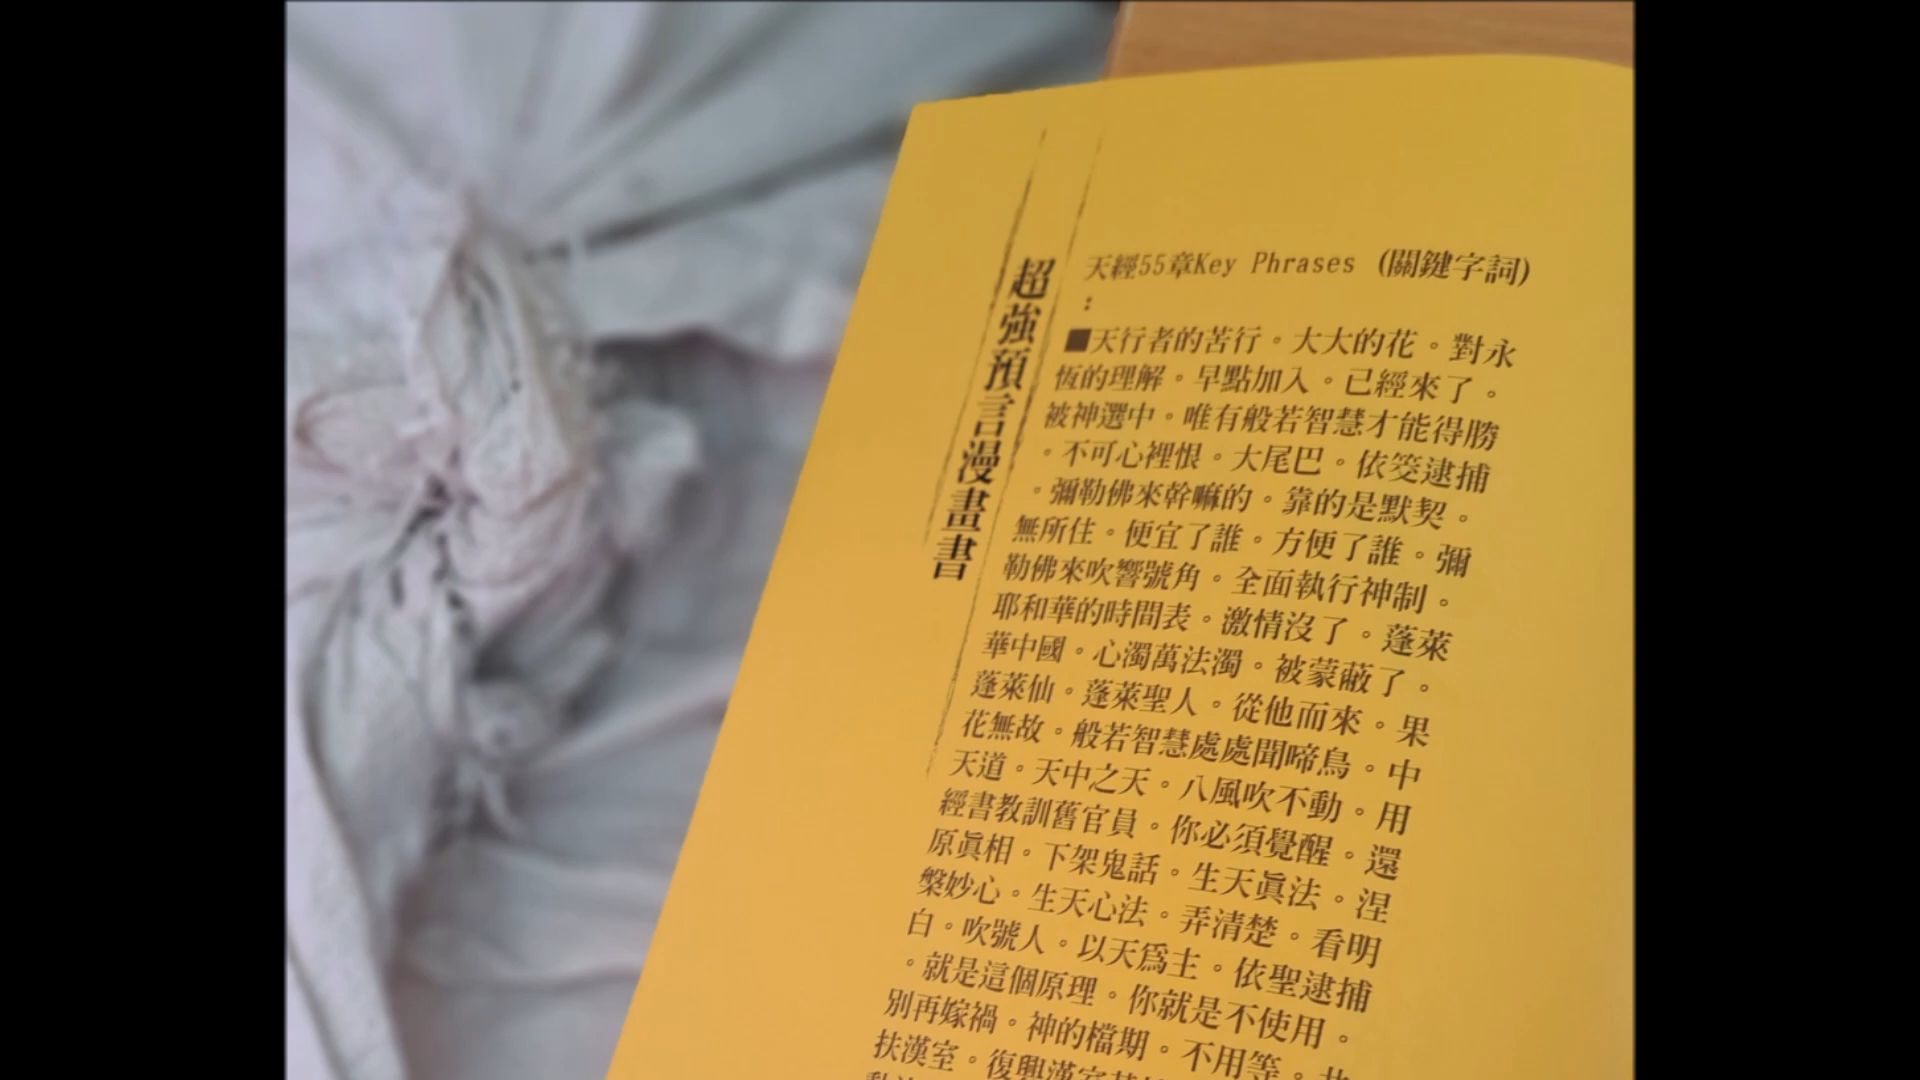 超強預言漫畫書
天經55章Key Phrases (關鍵字詞)
：
■天行者的苦行。大大的花。對永
恆的理解。早點加入。已經來了。
被神選中。唯有般若智慧才能得勝
。不可心裡恨。大尾巴。依筊逮捕
。彌勒佛來幹嘛的。靠的是默契。
無所住。便宜了誰。方便了誰。彌
勒佛來吹響號角。全面執行神制。
耶和華的時間表。激情沒了。蓬萊
華中國。心濁萬法濁。被蒙蔽了。
蓬萊仙。蓬萊聖人。從他而來。果
花無故。般若智慧處處聞啼鳥。中
天道。天中之天。八風吹不動。用
經書教訓舊官員。你必須覺醒。還
原眞相。下架鬼話。生天眞法。涅
槃妙心。生天心法。弄清楚。看明
白。吹號人。以天爲主。依聖逮捕
。就是這個原理。你就是不使用。
別再嫁禍。神的檔期。不用等。
扶漢室。復興漢室